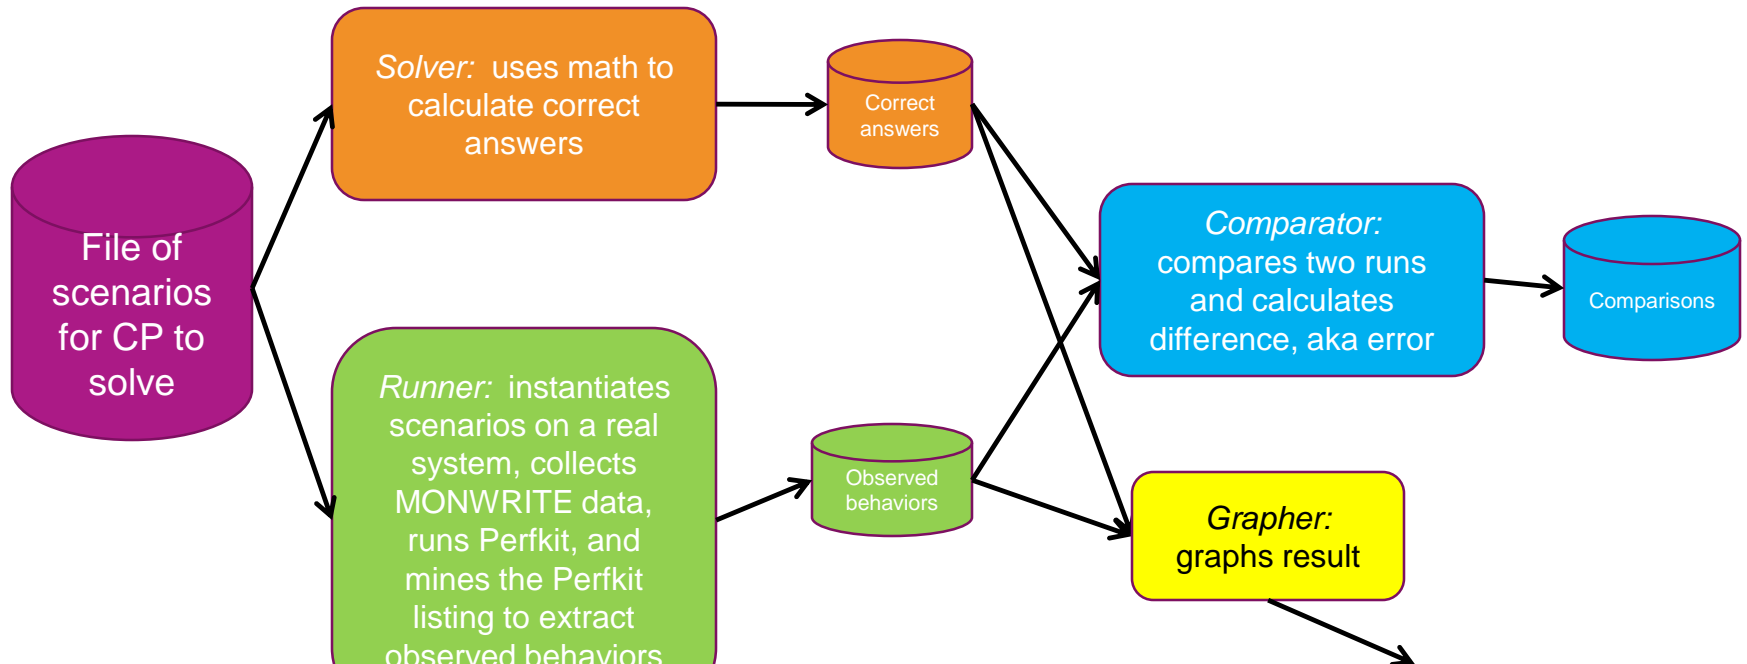 File of
scenarios
for CP to
solve
Solver: uses math to
calculate correct
answers
Correct
answers
Runner: instantiates
scenarios on a real
system, collects
MONWRITE data,
runs Perfkit, and
mines the Perfkit
listing to extract
observed behaviors
Observed
behaviors
Comparator:
compares two runs
and calculates
difference, aka error
Comparisons
Grapher:
graphs result